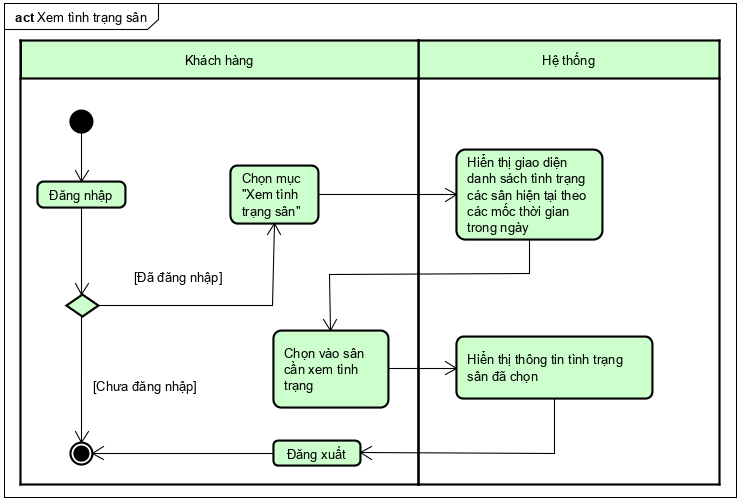 act Xem tình trạng sân
Khách hàng
Hệ thống
Đăng nhập
Chọn mục
"Xem tình
trạng sân"
Hiển thị giao diện
danh sách tình trạng
các sân hiện tại theo
các mốc thời gian
trong ngày
[Đã đăng nhập]
Chọn vào sân
cần xem tình
trạng
Hiển thị thông tin tình trạng
sân đã chọn
[Chưa đăng nhập]
Đăng xuất